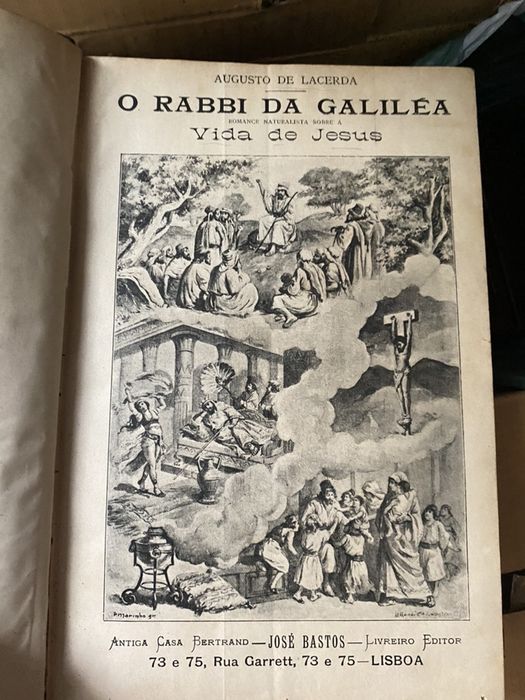 AUGUSTO DE LACERDA
O RABBI DA GALILÉA
ROMANCE NATURALISTA SOBRE A
Vida de Jesus
ANTIGA CASA BERTRAND—JOSÉ BASTOS—LIVREIRO EDITOR
73 e 75, Rua Garrett, 73 e 75—LISBOA